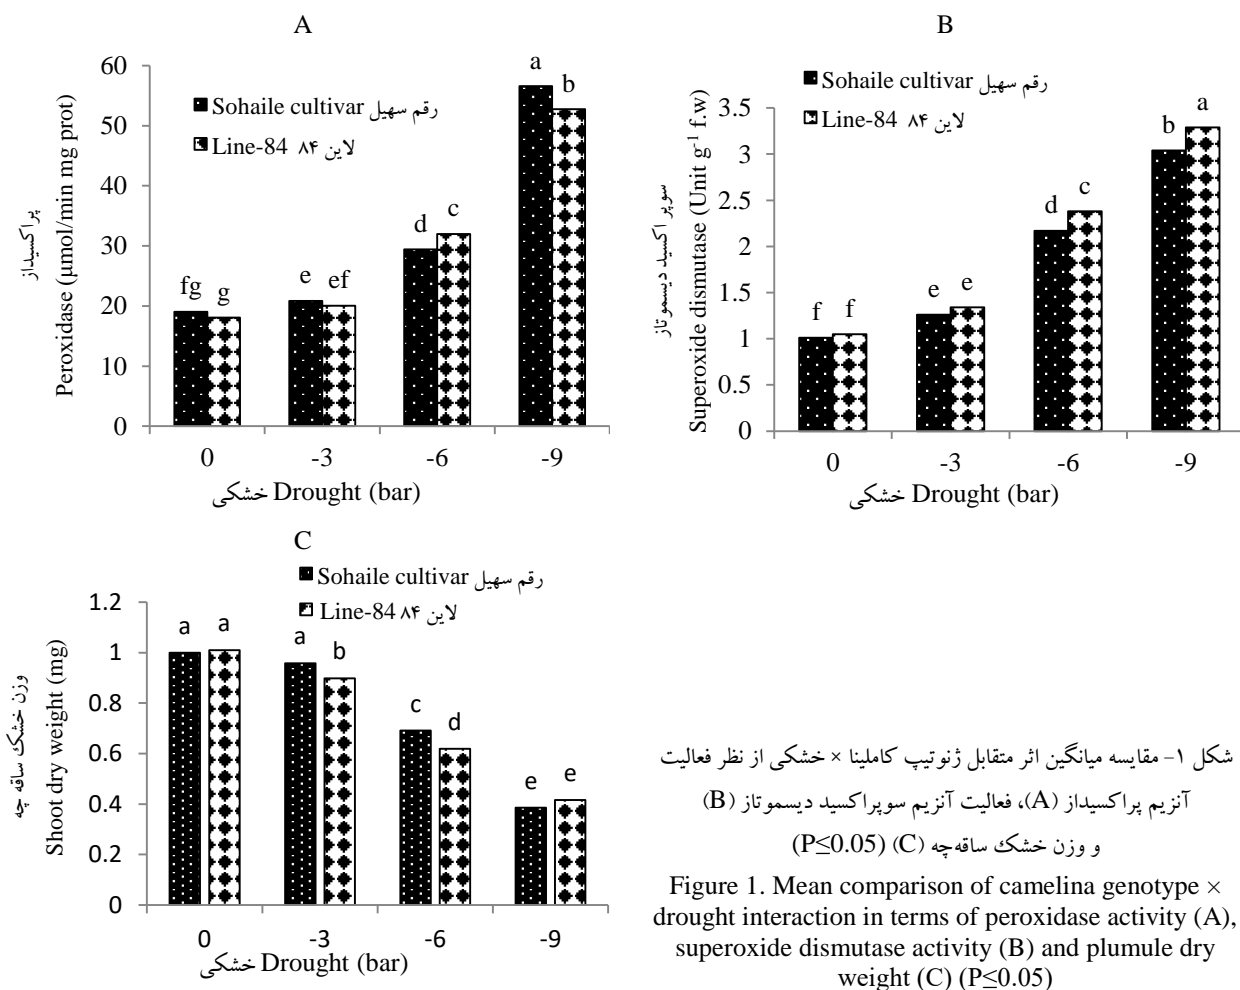 A
پراکسیداز
Peroxidase (µmol/min mg prot)
60
50
40
30
20
10
0
Sohaile cultivar رقم سهیل
Line-84 لاین ۸۴
fg
g
e
ef
d
c
a
b
0
-3
-6
-9
خشکی Drought (bar)
B
سوپر اکسید دیسموتاز
Superoxide dismutase (Unit g-1 f.w)
3.5
3
2.5
2
1.5
1
0.5
0
Sohaile cultivar رقم سهیل
Line-84 لاین ۸۴
f
f
e
e
d
c
b
a
0
-3
-6
-9
خشکی Drought (bar)
C
وزن خشک ساقه چه
Shoot dry weight (mg)
1.2
1
0.8
0.6
0.4
0.2
0
Sohaile cultivar رقم سهیل
Line-84 لاین ۸۴
a
a
a
b
c
d
e
e
0
-3
-6
-9
خشکی Drought (bar)
شکل ۱- مقایسه میانگین اثر متقابل ژنوتیپ کاملینا × خشکی از نظر فعالیت
آنزیم پراکسیداز (A)، فعالیت آنزیم سوپراکسید دیسموتاز (B)
و وزن خشک ساقه‌چه (C) (P≤0.05)
Figure 1. Mean comparison of camelina genotype ×
drought interaction in terms of peroxidase activity (A),
superoxide dismutase activity (B) and plumule dry
weight (C) (P≤0.05)